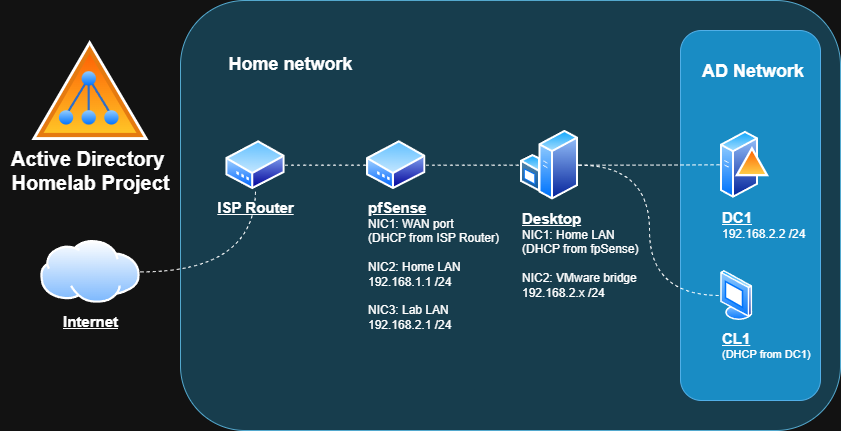 Home network
AD Network
Active Directory
Homelab Project
ISP Router
pfSense
NIC1: WAN port
(DHCP from ISP Router)
NIC2: Home LAN
192.168.1.1 /24
NIC3: Lab LAN
192.168.2.1 /24
Desktop
NIC1: Home LAN
(DHCP from fpSense)
NIC2: VMware bridge
192.168.2.x /24
DC1
192.168.2.2 /24
CL1
(DHCP from DC1)
Internet